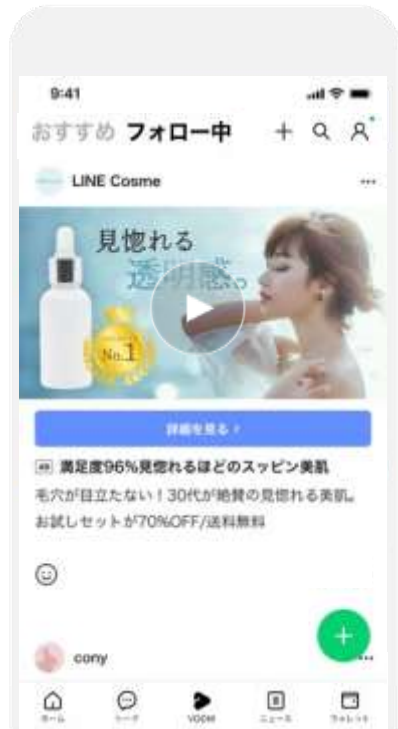 9:41
おすすめ フォロー中
LINE Cosme
見惚れる
透明感。
No.1
詳細を見る
満足度96%見惚れるほどのスッピン美肌
毛穴が目立たない!30代が絶賛の見惚れる美肌。
お試しセットが70%OFF/送料無料
cony
ホーム トーク VOOM ニュース ウォレット